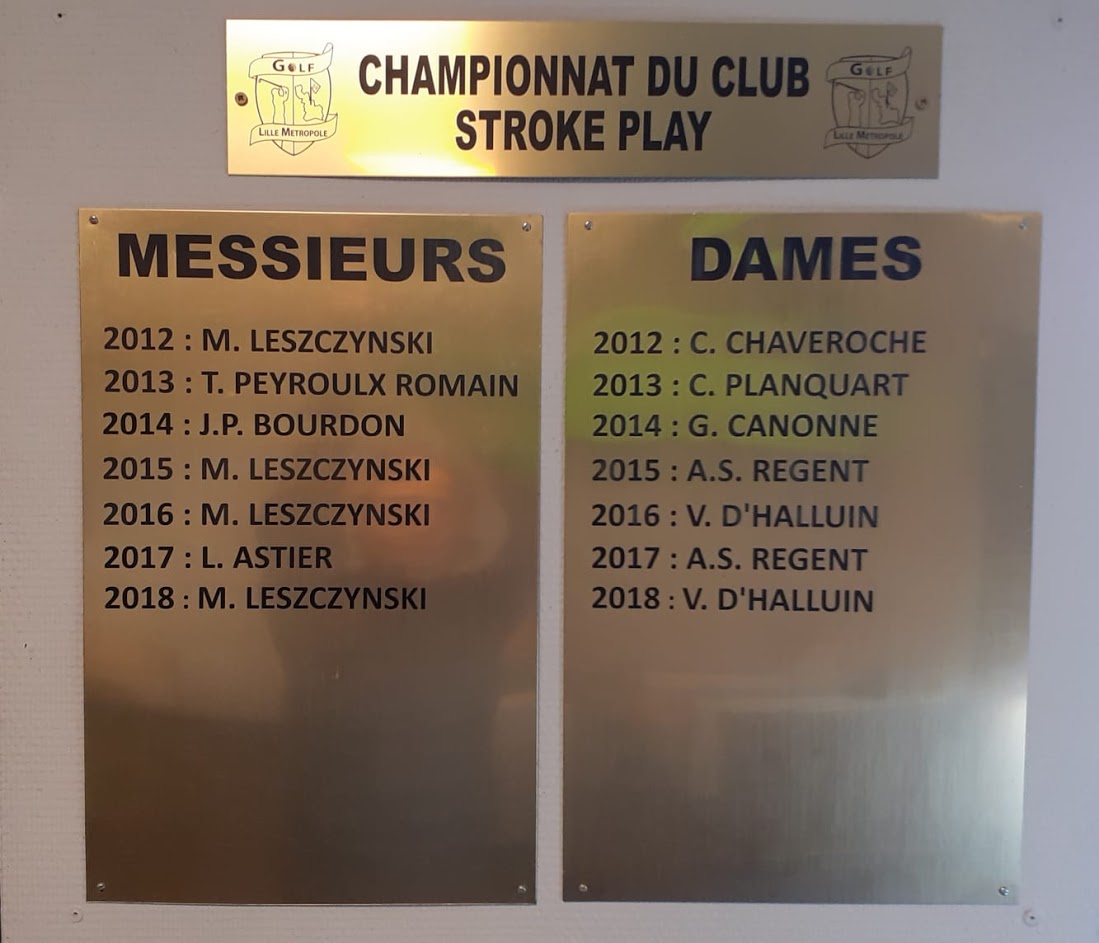 GOLF
LILLE METROPOLE
CHAMPIONNAT DU CLUB
STROKE PLAY
GOLF
LILLE METROPOLE
MESSIEURS
2012 : M. LESZCZYNSKI
2013 : T. PEYROULX ROMAIN
2014 : J.P. BOURDON
2015 : M. LESZCZYNSKI
2016 : M. LESZCZYNSKI
2017 : L. ASTIER
2018 : M. LESZCZYNSKI
DAMES
2012 : C. CHAVEROCHE
2013 : C. PLANQUART
2014 : G. CANONNE
2015 : A.S. REGENT
2016 : V. D'HALLUIN
2017 : A.S. REGENT
2018 : V. D'HALLUIN